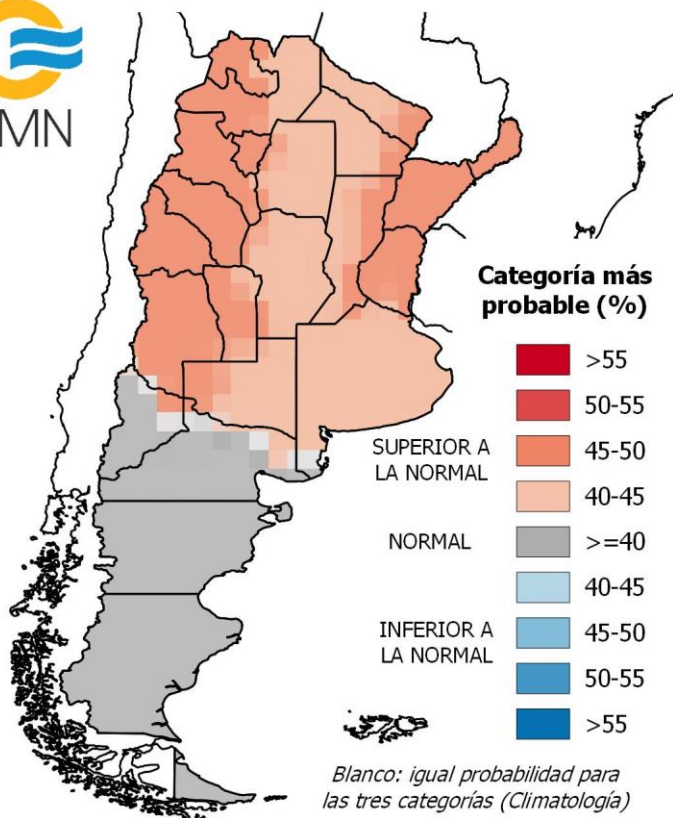 MN
Categoría más
probable (%)
>55
50-55
45-50
SUPERIOR A
LA NORMAL
40-45
NORMAL
>=40
40-45
INFERIOR A
LA NORMAL
45-50
50-55
>55
Blanco: igual probabilidad para
las tres categorías (Climatología)